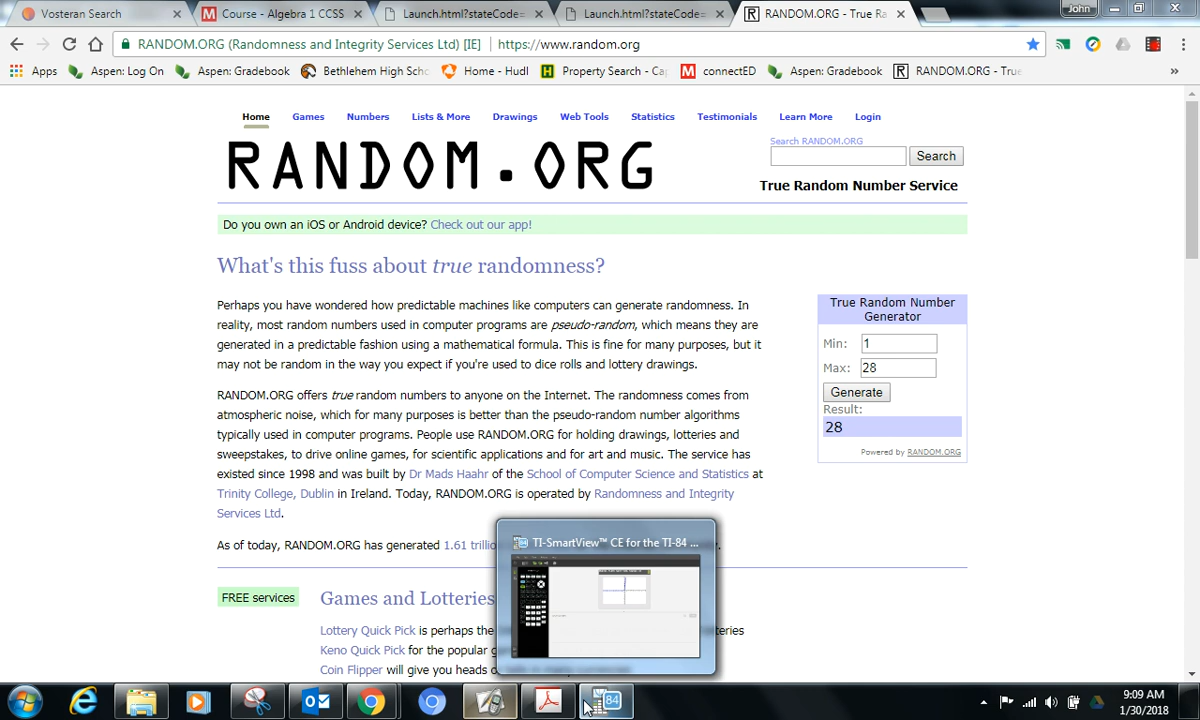 John
Vosteran Search
Course - Algebra 1 CCSS
Launch.html?stateCode=
Launch.html?stateCode=
RANDOM.ORG - True Ra
RANDOM.ORG (Randomness and Integrity Services Ltd) [IE] https://www.random.org
Apps Aspen: Log On Aspen: Gradebook Bethlehem High Scho Home - Hudl Property Search - Cap connectED Aspen: Gradebook RANDOM.ORG - True »
Home Games Numbers Lists & More Drawings Web Tools Statistics Testimonials Learn More Login
Search RANDOM.ORG
Search
RANDOM.ORG
True Random Number Service
Do you own an iOS or Android device? Check out our app!
What's this fuss about true randomness?
Perhaps you have wondered how predictable machines like computers can generate randomness. In
reality, most random numbers used in computer programs are pseudo-random, which means they are
generated in a predictable fashion using a mathematical formula. This is fine for many purposes, but it
may not be random in the way you expect if you're used to dice rolls and lottery drawings.
RANDOM.ORG offers true random numbers to anyone on the Internet. The randomness comes from
atmospheric noise, which for many purposes is better than the pseudo-random number algorithms
typically used in computer programs. People use RANDOM.ORG for holding drawings, lotteries and
sweepstakes, to drive online games, for scientific applications and for art and music. The service has
existed since 1998 and was built by Dr Mads Haahr of the School of Computer Science and Statistics at
Trinity College, Dublin in Ireland. Today, RANDOM.ORG is operated by Randomness and Integrity
Services Ltd.
As of today, RANDOM.ORG has generated 1.61 trillio
True Random Number
Generator
Min: 1
Max: 28
Generate
Result:
28
Powered by RANDOM.ORG
TI-SmartView™ CE for the TI-84 ...
FREE services
Games and Lotteries
Lottery Quick Pick is perhaps the
tteries
Keno Quick Pick for the popular g
Coin Flipper will give you heads o
84
9:09 AM
1/30/2018